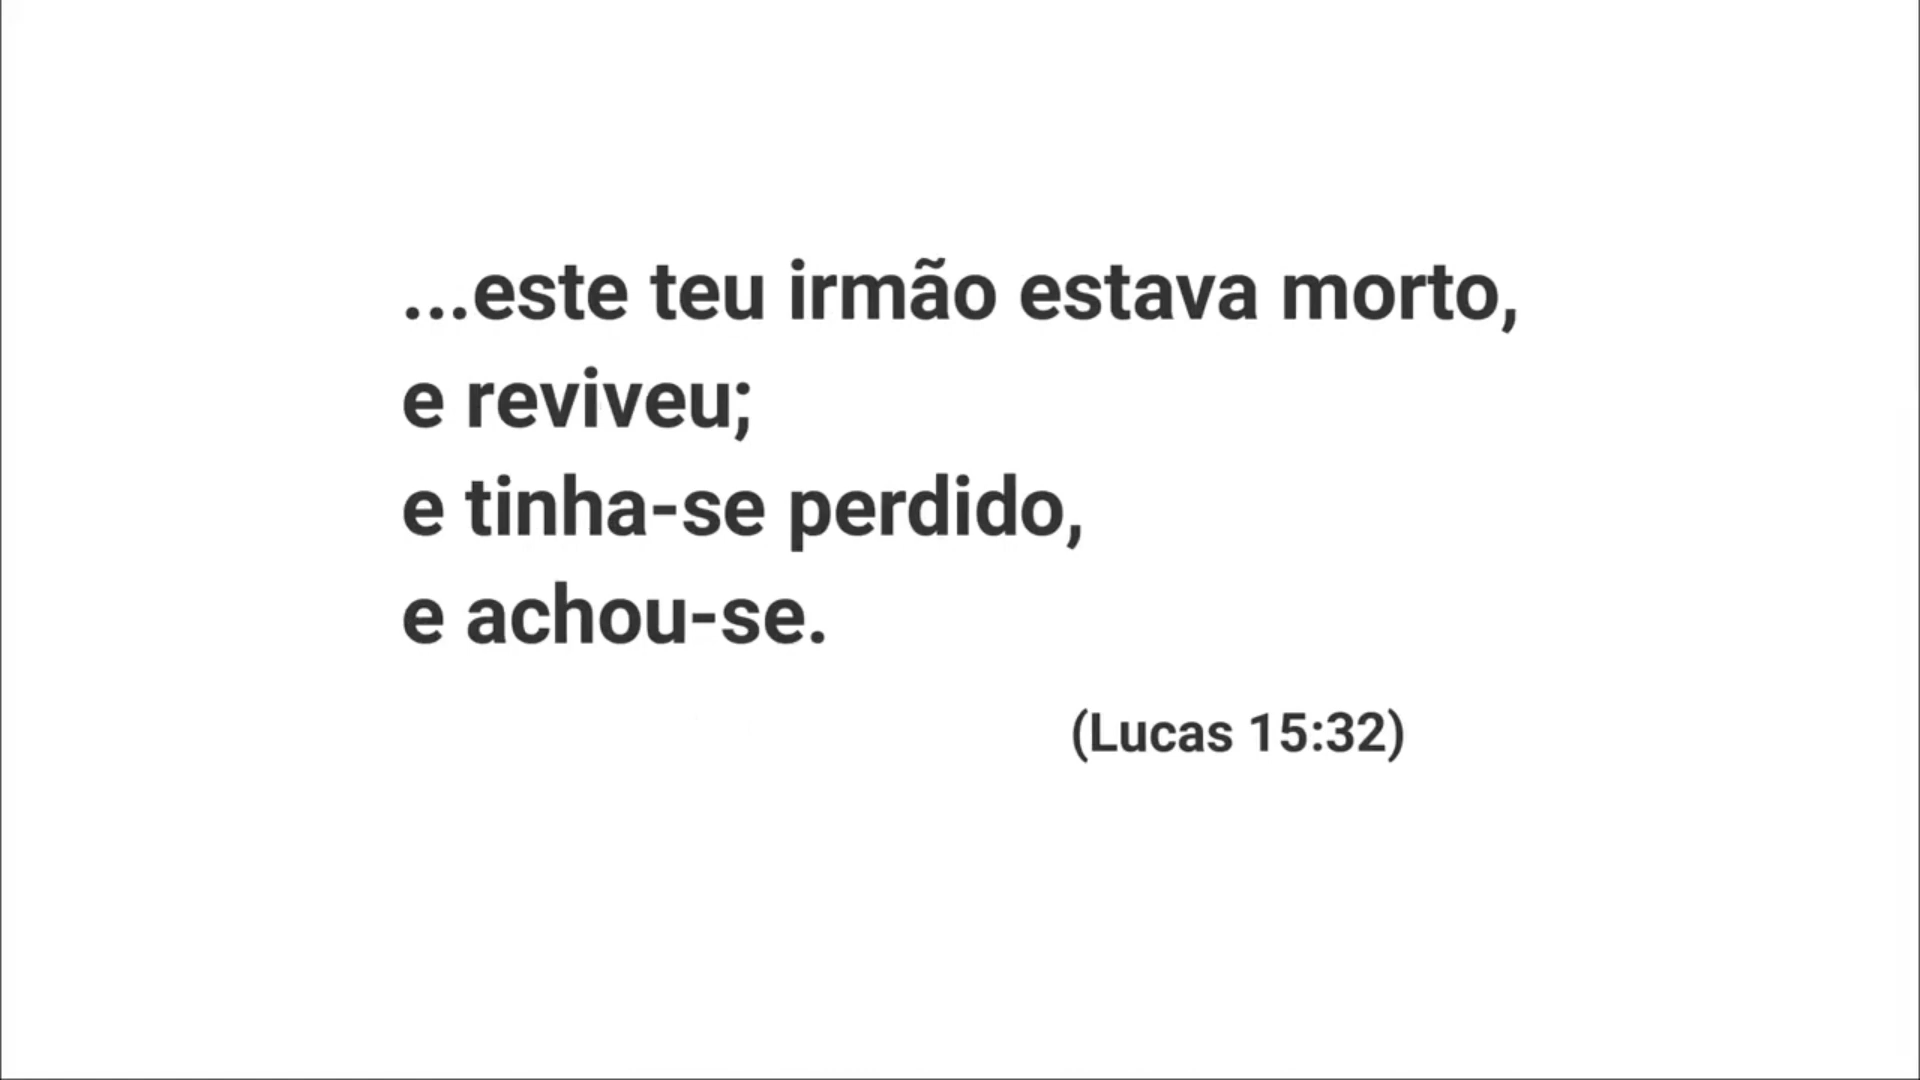 ...este teu irmão estava morto,
e reviveu;
e tinha-se perdido,
e achou-se.
(Lucas 15:32)